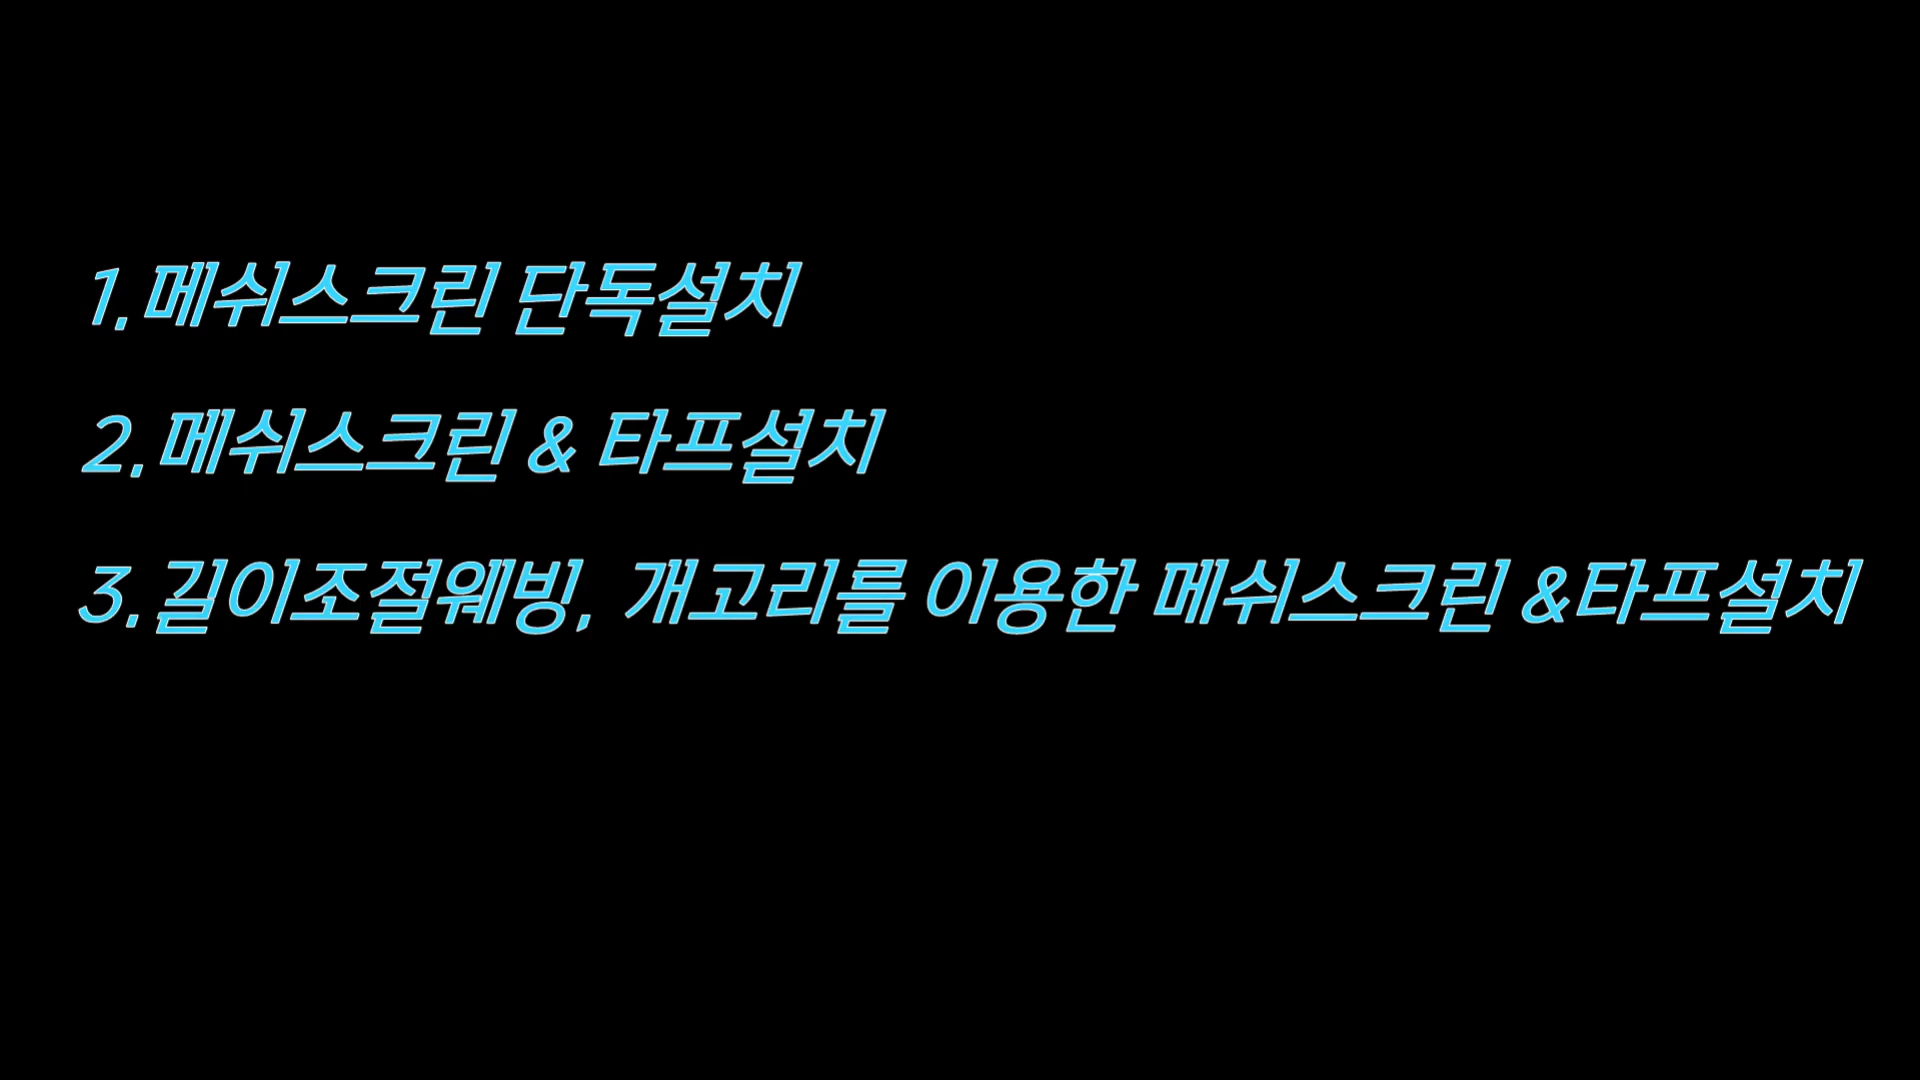 1. 메쉬스크린 단독설치
2. 메쉬스크린 & 타프설치
3. 길이조절웨빙, 개고리를 이용한 메쉬스크린 &타프설치